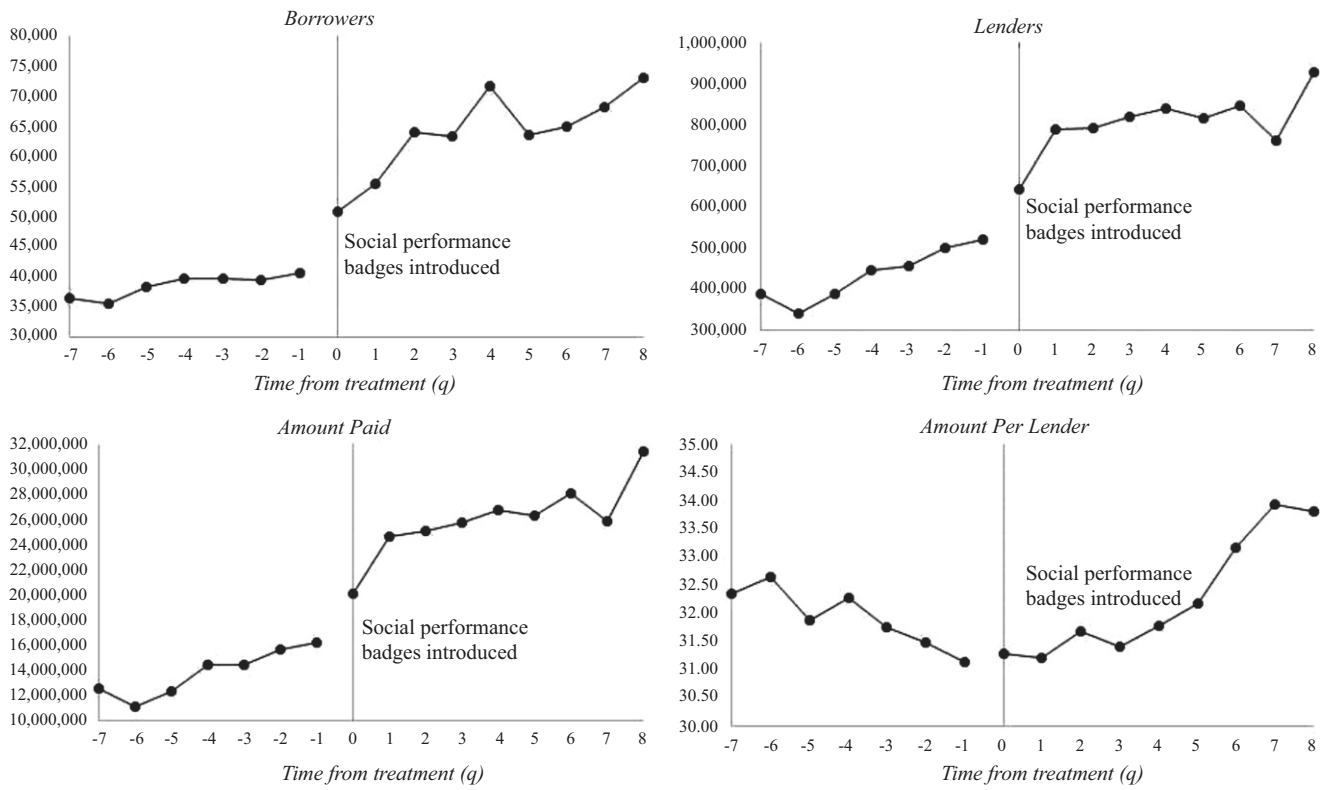 Borrowers
80,000
75,000
70,000
65,000
60,000
55,000
50,000
45,000
40,000
35,000
30,000
Social performance
badges introduced
-7 -6 -5 -4 -3 -2 -1 0 1 2 3 4 5 6 7 8
Time from treatment (q)
Lenders
1,000,000
900,000
800,000
700,000
600,000
500,000
400,000
300,000
Social performance
badges introduced
-7 -6 -5 -4 -3 -2 -1 0 1 2 3 4 5 6 7 8
Time from treatment (q)
Amount Paid
32,000,000
30,000,000
28,000,000
26,000,000
24,000,000
22,000,000
20,000,000
18,000,000
16,000,000
14,000,000
12,000,000
10,000,000
Social performance
badges introduced
-7 -6 -5 -4 -3 -2 -1 0 1 2 3 4 5 6 7 8
Time from treatment (q)
Amount Per Lender
35.00
34.50
34.00
33.50
33.00
32.50
32.00
31.50
31.00
30.50
30.00
Social performance
badges introduced
-7 -6 -5 -4 -3 -2 -1 0 1 2 3 4 5 6 7 8
Time from treatment (q)